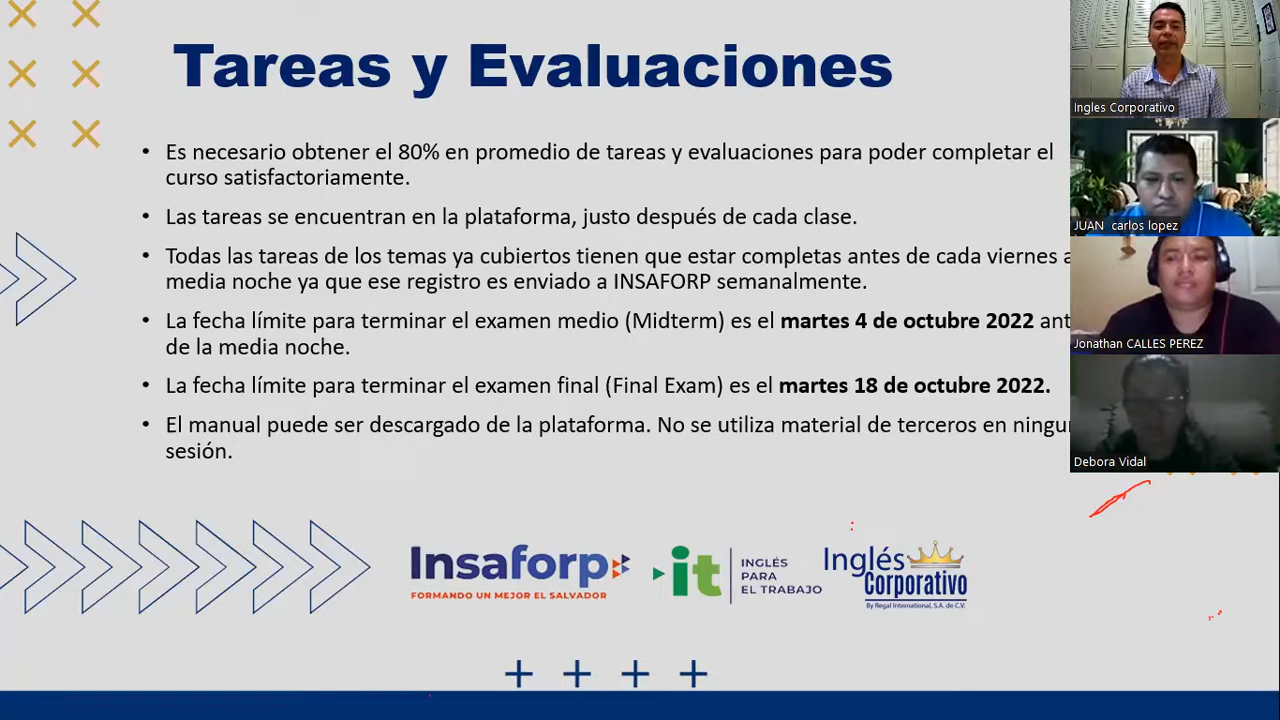 Tareas y Evaluaciones
• Es necesario obtener el 80% en promedio de tareas y evaluaciones para poder completar el
curso satisfactoriamente.
• Las tareas se encuentran en la plataforma, justo después de cada clase.
• Todas las tareas de los temas ya cubiertos tienen que estar completas antes de cada viernes a
media noche ya que ese registro es enviado a INSAFORP semanalmente.
• La fecha límite para terminar el examen medio (Midterm) es el martes 4 de octubre 2022 ant
de la media noche.
• La fecha límite para terminar el examen final (Final Exam) es el martes 18 de octubre 2022.
• El manual puede ser descargado de la plataforma. No se utiliza material de terceros en ningu
sesión.
Ingles Corporativo
JUAN carlos lopez
Jonathan CALLES PEREZ
Debora Vidal
Insaforp
FORMANDO UN MEJOR EL SALVADOR
it
INGLÉS
PARA
EL TRABAJO
Inglés
Corporativo
By Regal International, S.A. de C.V.